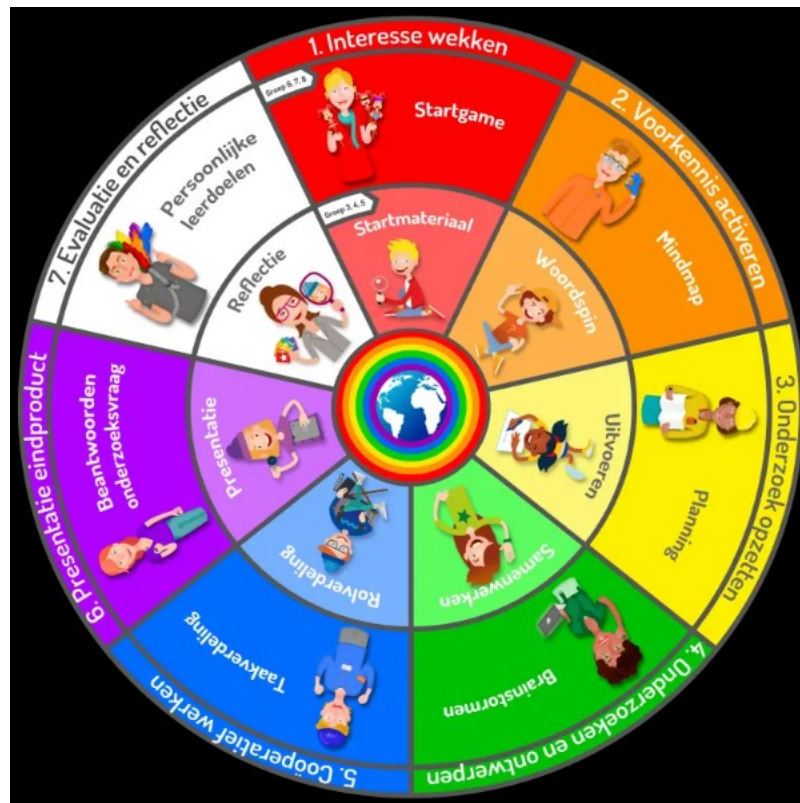 1. Interesse wekken
Groep 6, 7, 8
Startgame
Groep 3, 4, 5
Startmateriaal
2. Voorkennis activeren
Mindmap
Woordspin
3. Onderzoek opzetten
Planning
Uitvoeren
4. Onderzoeken en ontwerpen
Brainstormen
Samenwerken
5. Coöperatief werken
Taakverdeling
Rolverdeling
6. Presentatie eindproduct
Beantwoorden
onderzoeksvraag
Presentatie
7. Evaluatie en reflectie
Persoonlijke
leerdoelen
Reflectie